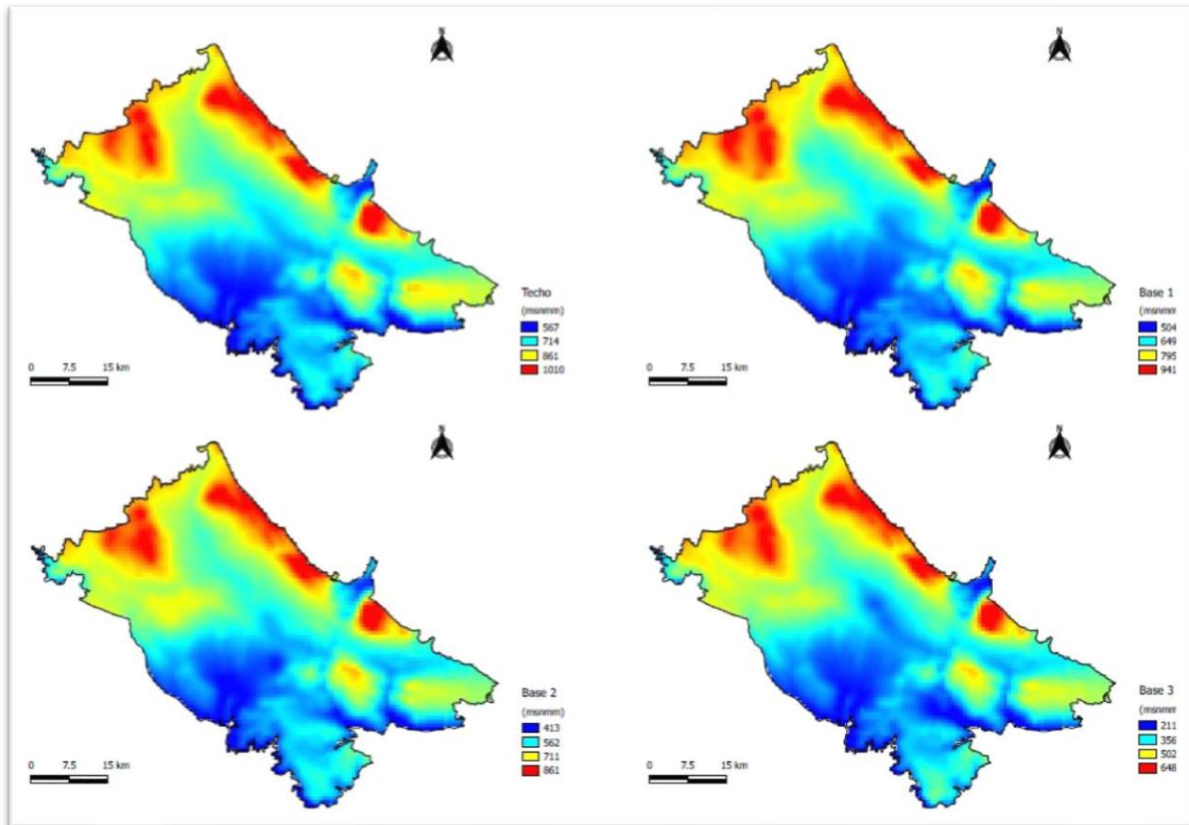 N
Techo
(msnmm)
567
714
861
1010
0 7.5 15 km
N
Base 1
(msnmm
504
649
795
941
0 7.5 15 km
N
Base 2
(msnmm)
413
562
711
861
0 7.5 15 km
N
Base 3
(msnmm
211
356
502
648
0 7.5 15 km